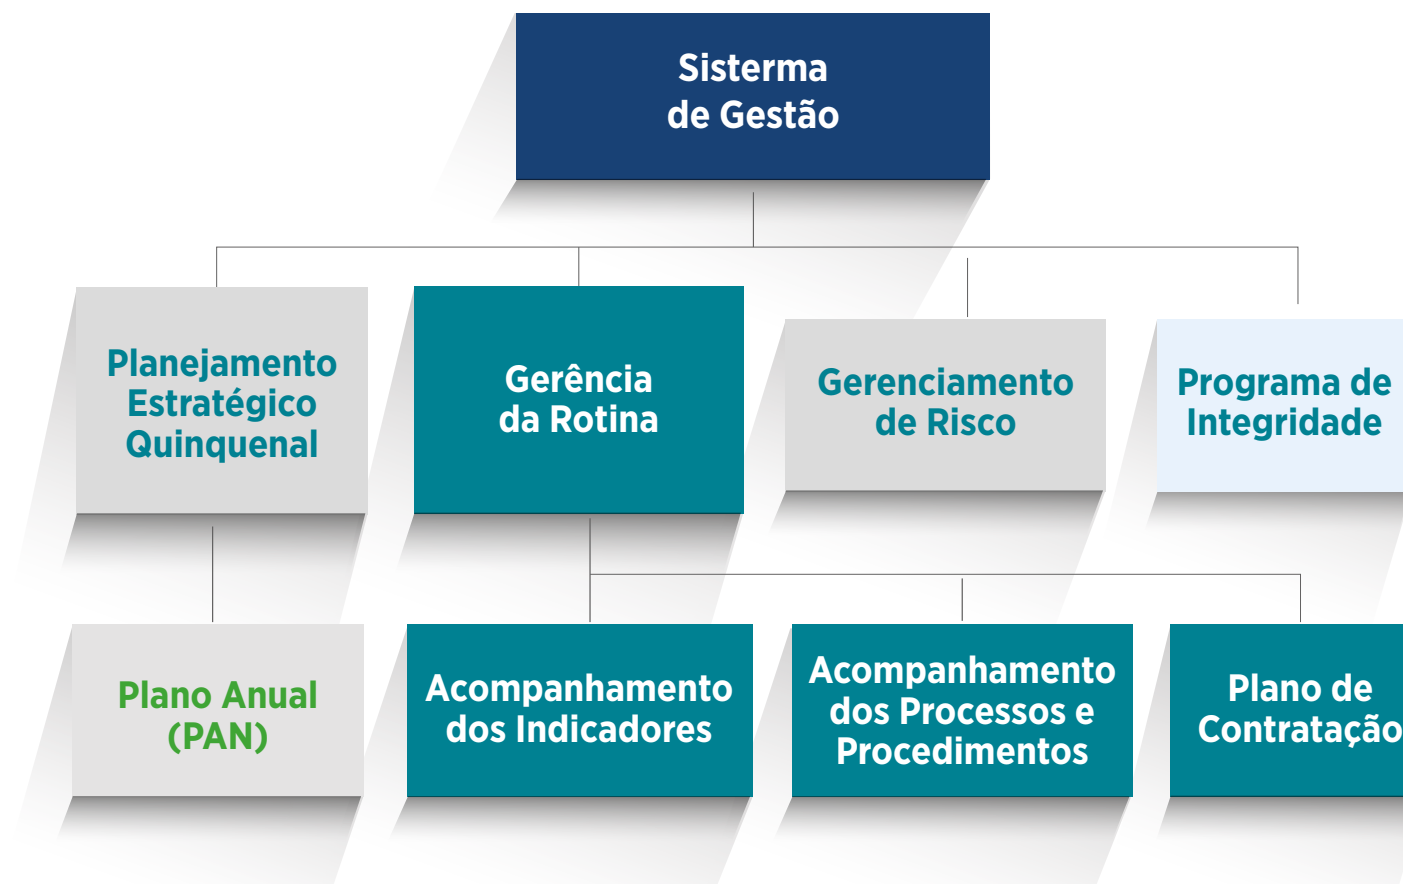 Sisterma
de Gestão
Planejamento
Estratégico
Quinquenal
Gerência
da Rotina
Gerenciamento
de Risco
Programa de
Integridade
Plano Anual
(PAN)
Acompanhamento
dos Indicadores
Acompanhamento
dos Processos e
Procedimentos
Plano de
Contratação